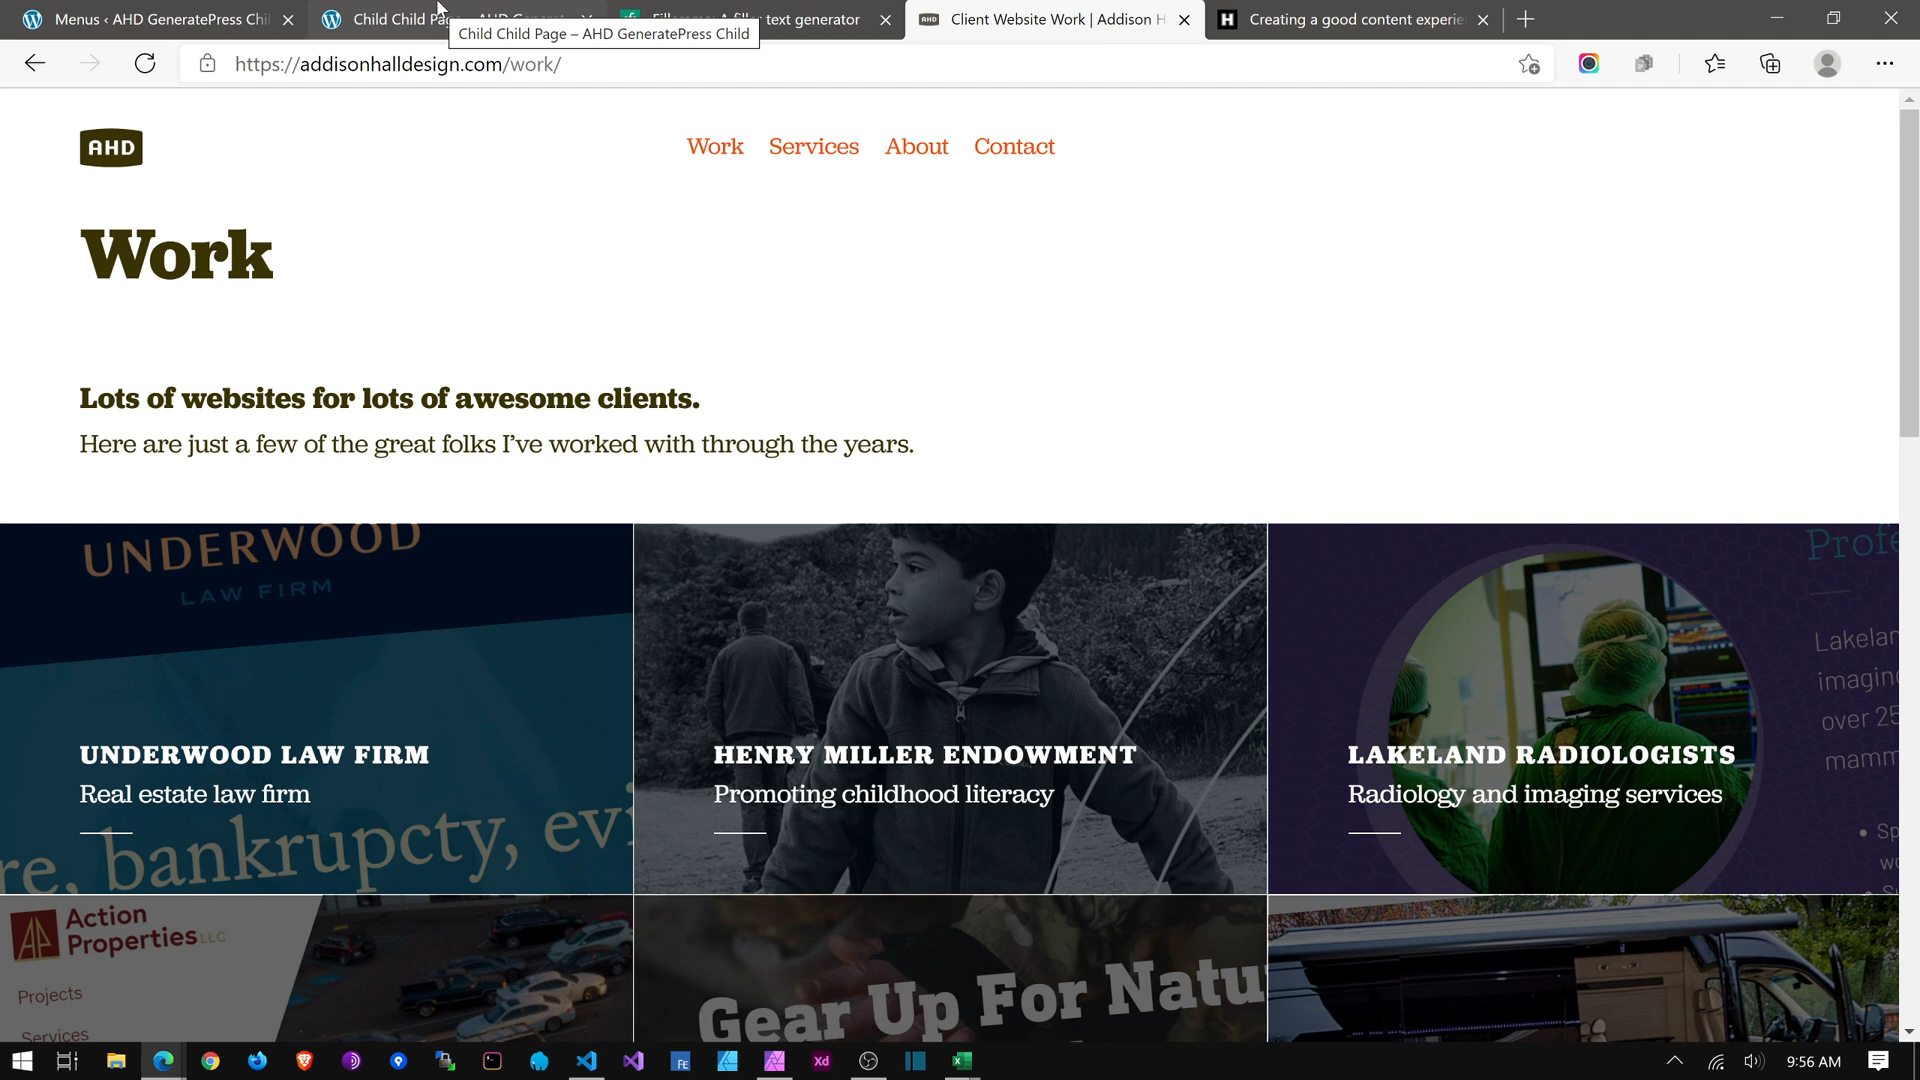 Menus ‹ AHD GeneratePress Chil
Child Child Pag
text generator
Client Website Work | Addison H
Creating a good content experie
Child Child Page – AHD GeneratePress Child
https://addisonhalldesign.com/work/
AHD
Work Services About Contact
Work
Lots of websites for lots of awesome clients.
Here are just a few of the great folks I’ve worked with through the years.
UNDERWOOD
LAW FIRM
UNDERWOOD LAW FIRM
Real estate law firm
re, bankrupcty, evi
HENRY MILLER ENDOWMENT
Promoting childhood literacy
Profe
Lakelan
imaging
over 25
mamm
LAKELAND RADIOLOGISTS
Radiology and imaging services
Sp
wo
Action
Properties LLC
Projects
Services
Gear Up For Natu
9:56 AM